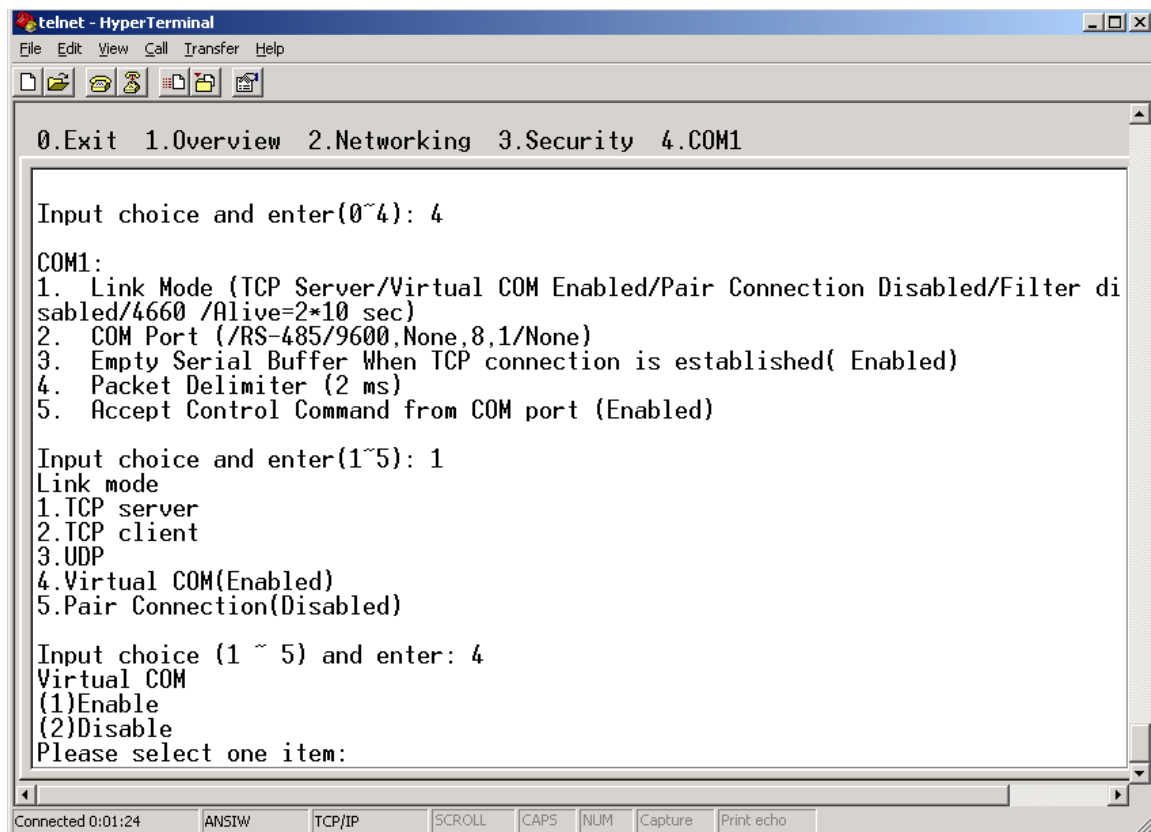 telnet - HyperTerminal
File Edit View Call Transfer Help
0.Exit 1.Overview 2.Networking 3.Security 4.COM1
Input choice and enter(0~4): 4
COM1:
1. Link Mode (TCP Server/Virtual COM Enabled/Pair Connection Disabled/Filter di
sabled/4660 /Alive=2*10 sec)
2. COM Port (/RS-485/9600,None,8,1/None)
3. Empty Serial Buffer When TCP connection is established( Enabled)
4. Packet Delimiter (2 ms)
5. Accept Control Command from COM port (Enabled)
Input choice and enter(1~5): 1
Link mode
1.TCP server
2.TCP client
3.UDP
4.Virtual COM(Enabled)
5.Pair Connection(Disabled)
Input choice (1 ~ 5) and enter: 4
Virtual COM
(1)Enable
(2)Disable
Please select one item:
Connected 0:01:24 ANSIW TCP/IP SCROLL CAPS NUM Capture Print echo